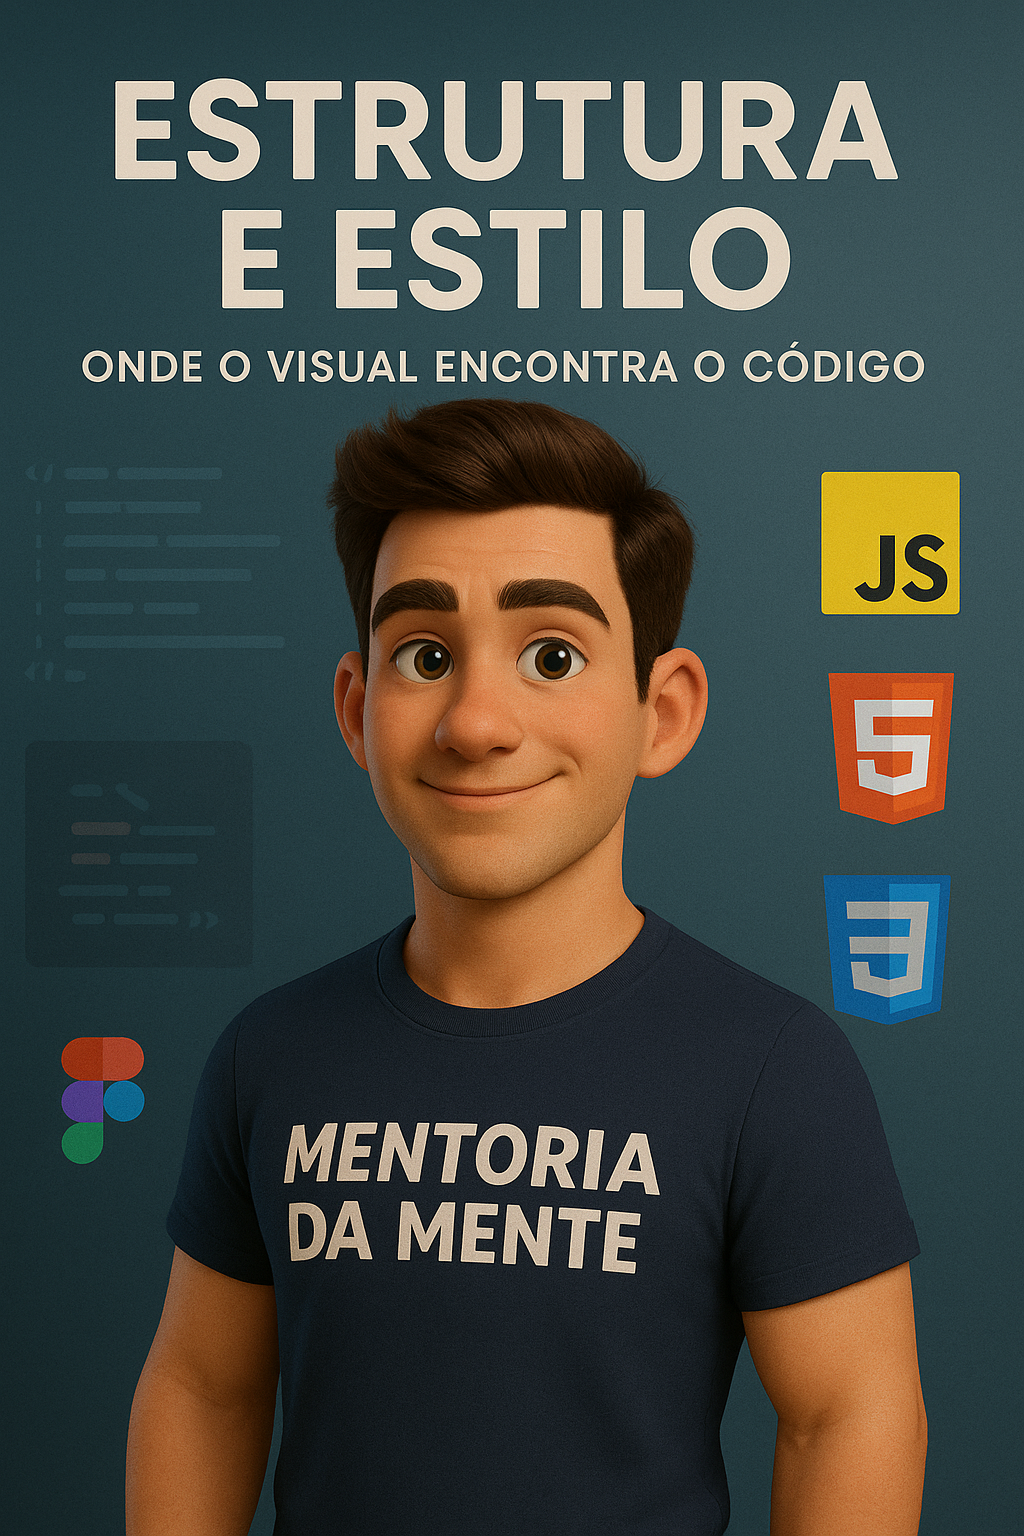 ESTRUTURA
E ESTILO
ONDE O VISUAL ENCONTRA O CÓDIGO
JS
5
3
MENTORIA
DA MENTE